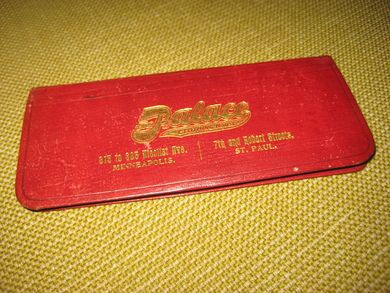 Palace
Nicollet Ave.
MINNEAPOLIS.
7th and Robert Streets,
ST. PAUL.